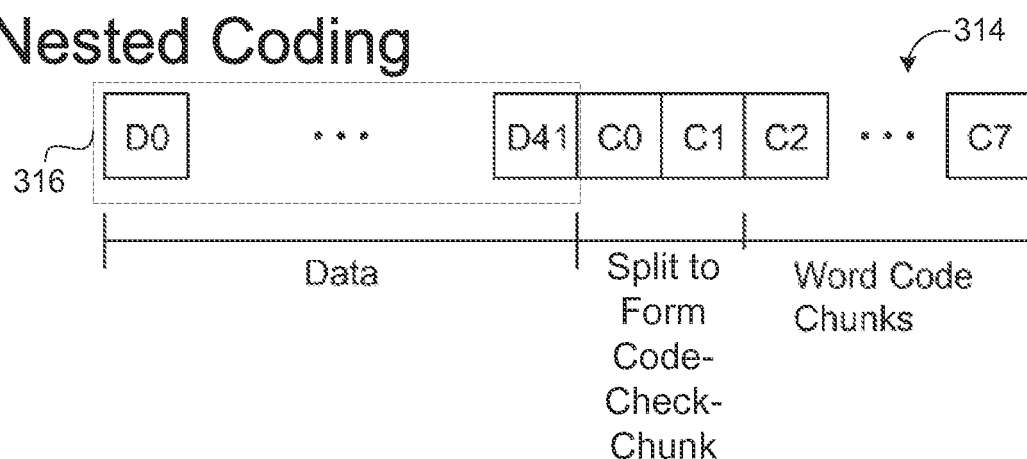 Nested Coding
314
D0 ... D41 C0 C1 C2 ... C7
316
Data
Split to
Form
Code-
Check-
Chunk
Word Code
Chunks